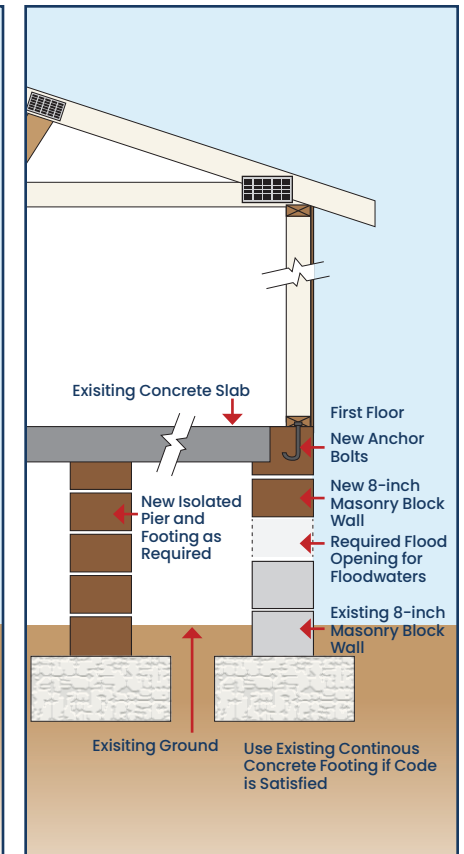 Exisiting Concrete Slab
First Floor
New Anchor
Bolts
New 8-inch
Masonry Block
Wall
New Isolated
Pier and
Footing as
Required
Required Flood
Opening for
Floodwaters
Existing 8-inch
Masonry Block
Wall
Exisiting Ground
Use Existing Continous
Concrete Footing if Code
is Satisfied